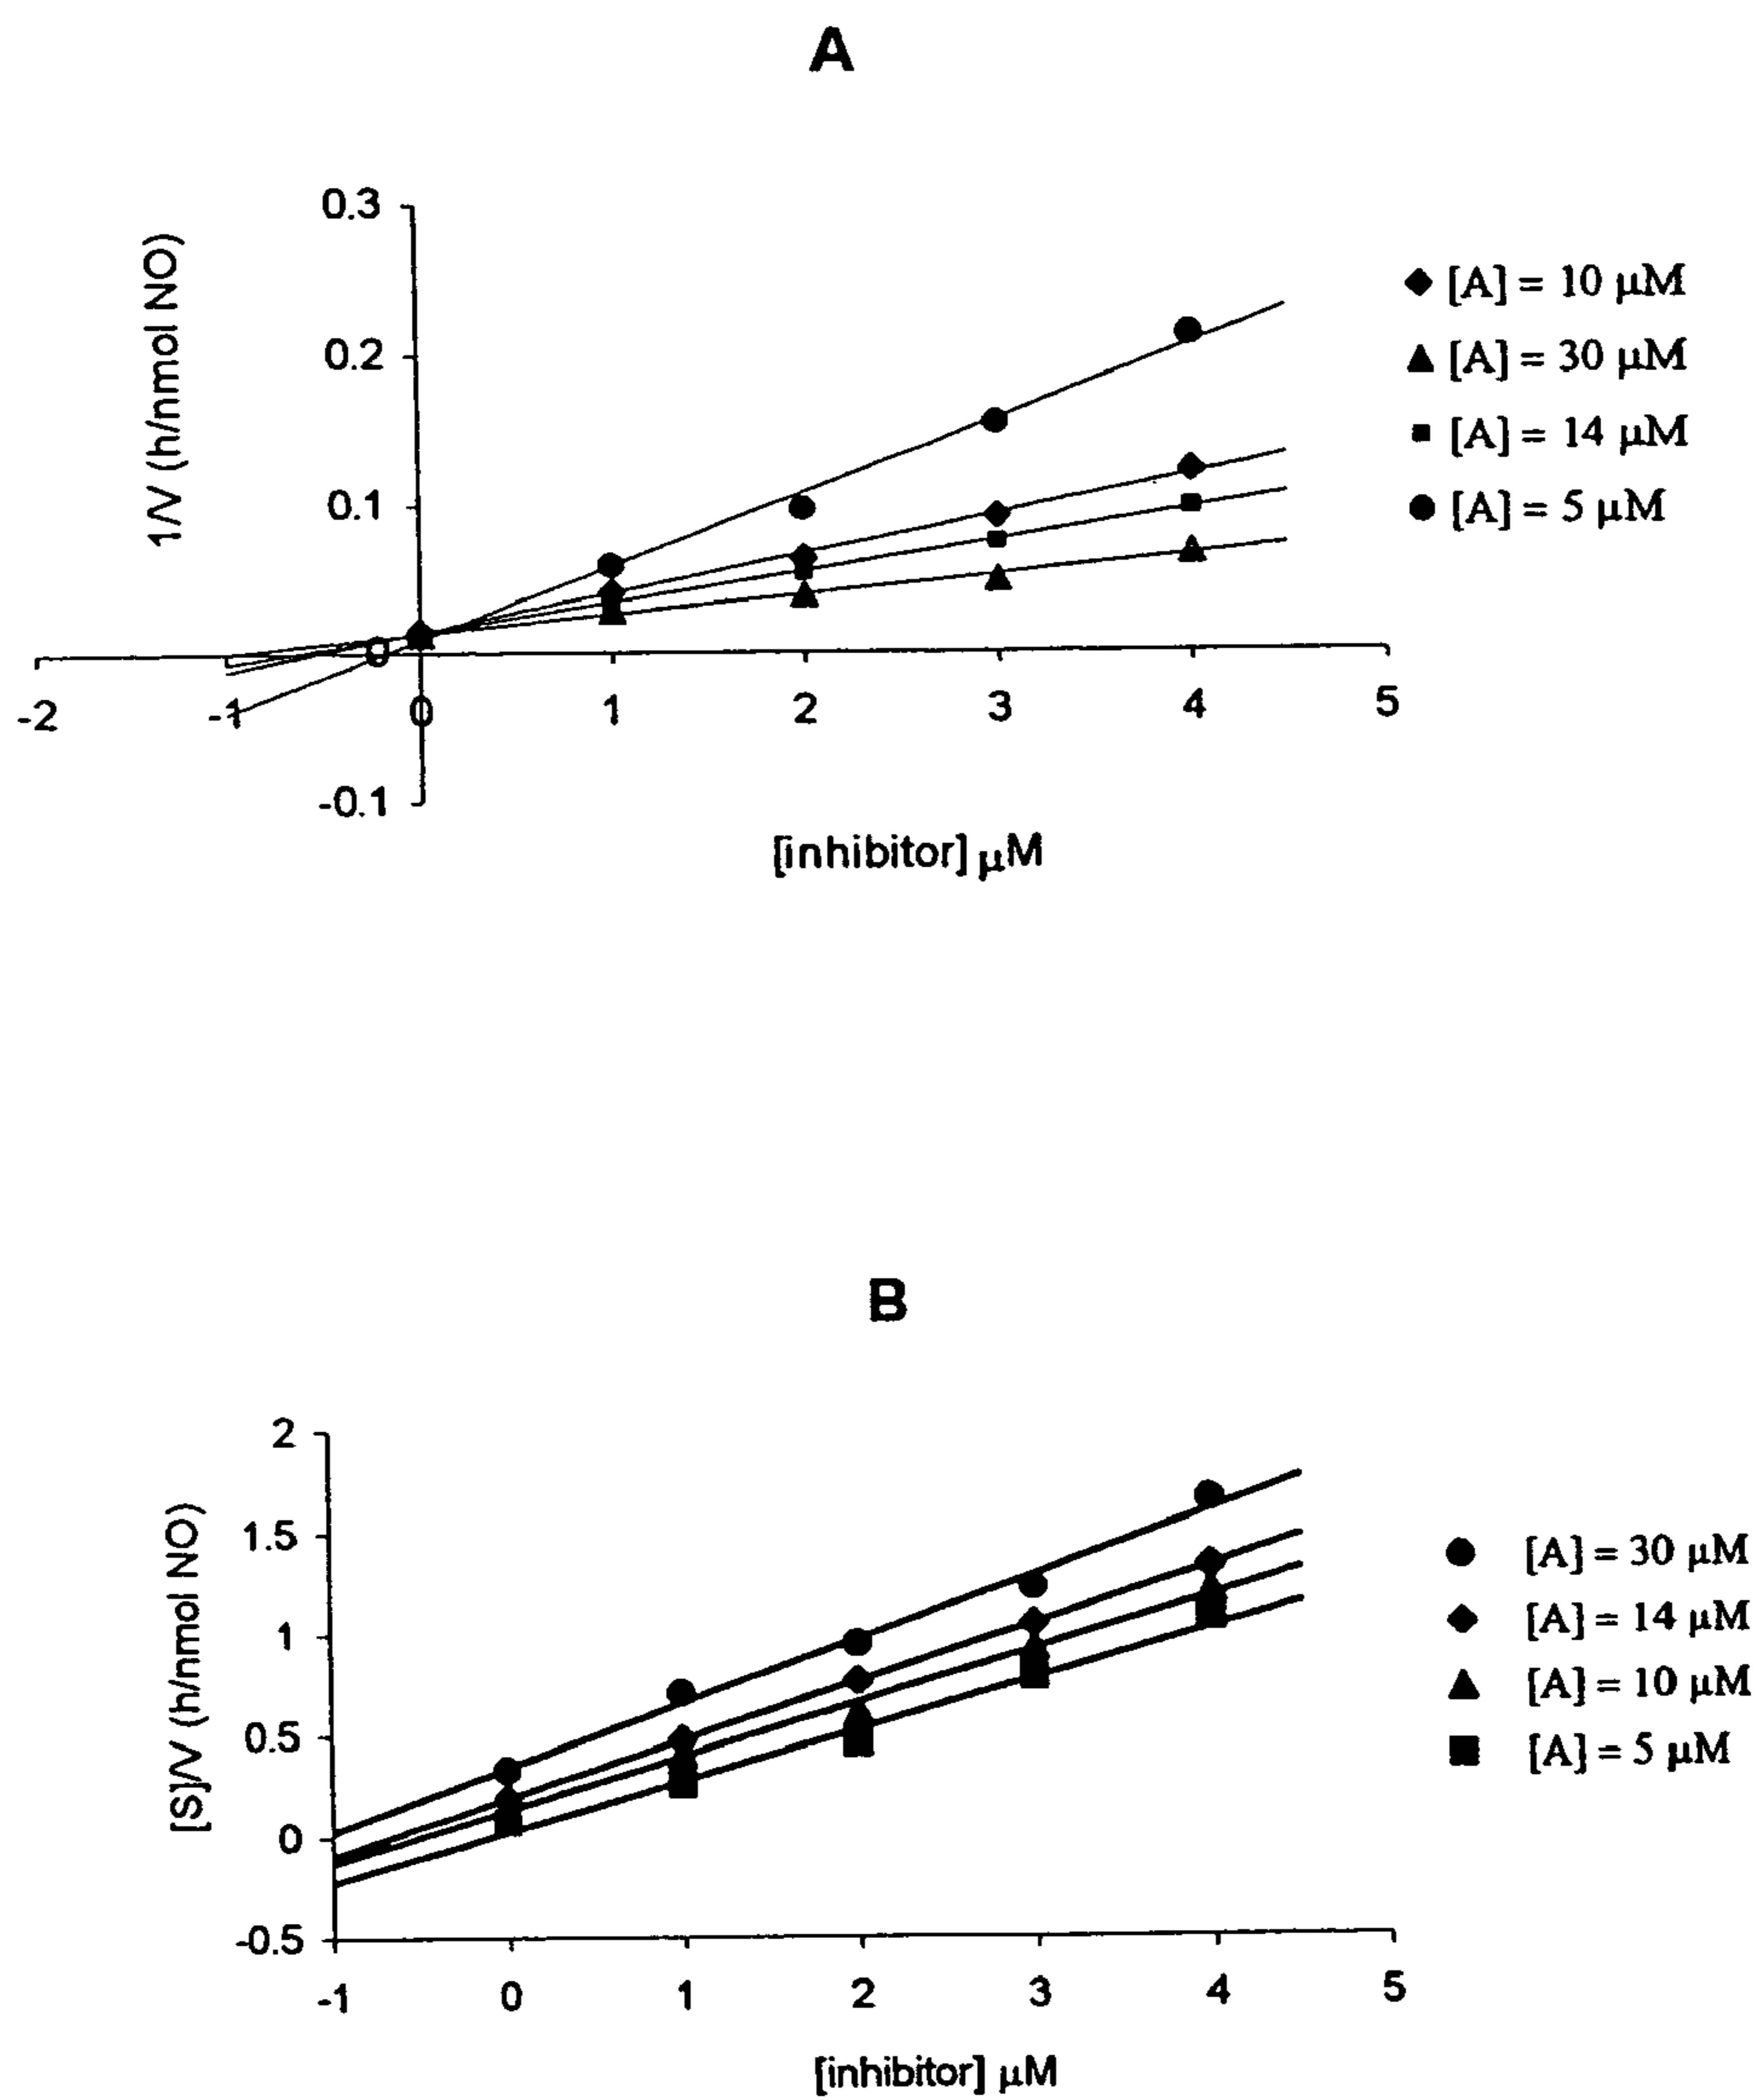 A
1/V (h/nmol NO)
0.3
0.2
0.1
0
-0.1
-2 -1 0 1 2 3 4 5
[inhibitor] μM
[A] = 10 μM
[A] = 30 μM
[A] = 14 μM
[A] = 5 μM
B
[S]/V (h/nmol NO)
2
1.5
1
0.5
0
-0.5
-1 0 1 2 3 4 5
[inhibitor] μM
[A] = 30 μM
[A] = 14 μM
[A] = 10 μM
[A] = 5 μM